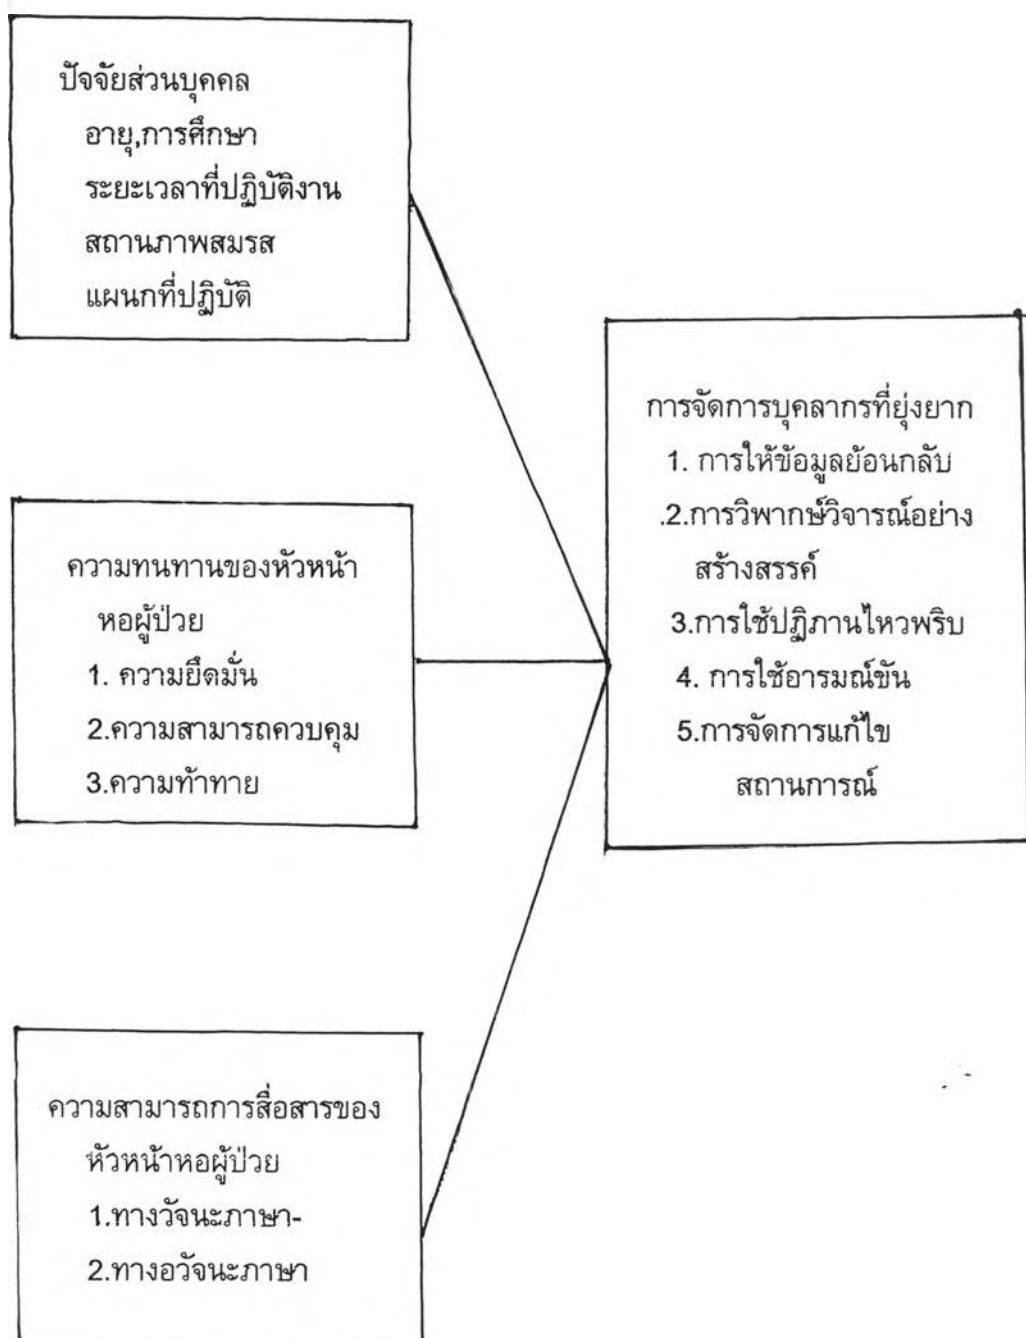 ปัจจัยส่วนบุคคล
อายุ,การศึกษา
ระยะเวลาที่ปฏิบัติงาน
สถานภาพสมรส
แผนกที่ปฏิบัติ
ความทนทานของหัวหน้า
หอผู้ป่วย
1. ความยึดมั่น
2.ความสามารถควบคุม
3.ความท้าทาย
ความสามารถการสื่อสารของ
หัวหน้าหอผู้ป่วย
1.ทางวัจนะภาษา-
2.ทางอวัจนะภาษา
การจัดการบุคลากรที่ยุ่งยาก
1. การให้ข้อมูลย้อนกลับ
.2.การวิพากษ์วิจารณ์อย่าง
สร้างสรรค์
3.การใช้ปฏิภานไหวพริบ
4. การใช้อารมณ์ขัน
5.การจัดการแก้ไข
สถานการณ์